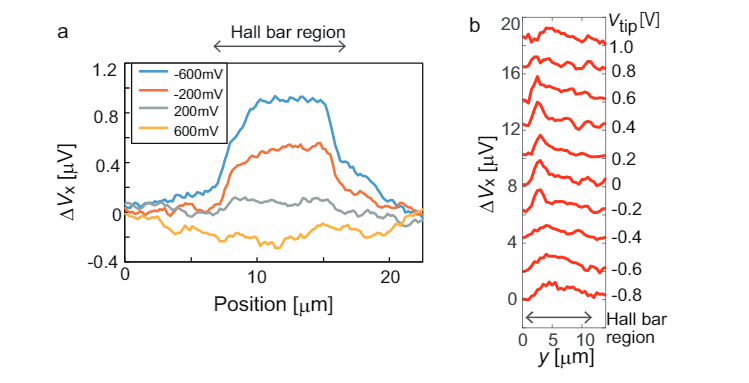 a
Hall bar region
1.2
0.8
0.4
0
-0.4
ΔVx [μV]
-600mV
-200mV
200mV
600mV
0
10
20
Position [μm]
b
Vtip [V]
20
16
12
8
4
0
ΔVx [μV]
1.0
0.8
0.6
0.4
0.2
0
-0.2
-0.4
-0.6
-0.8
Hall bar
region
0
5
10
y [μm]